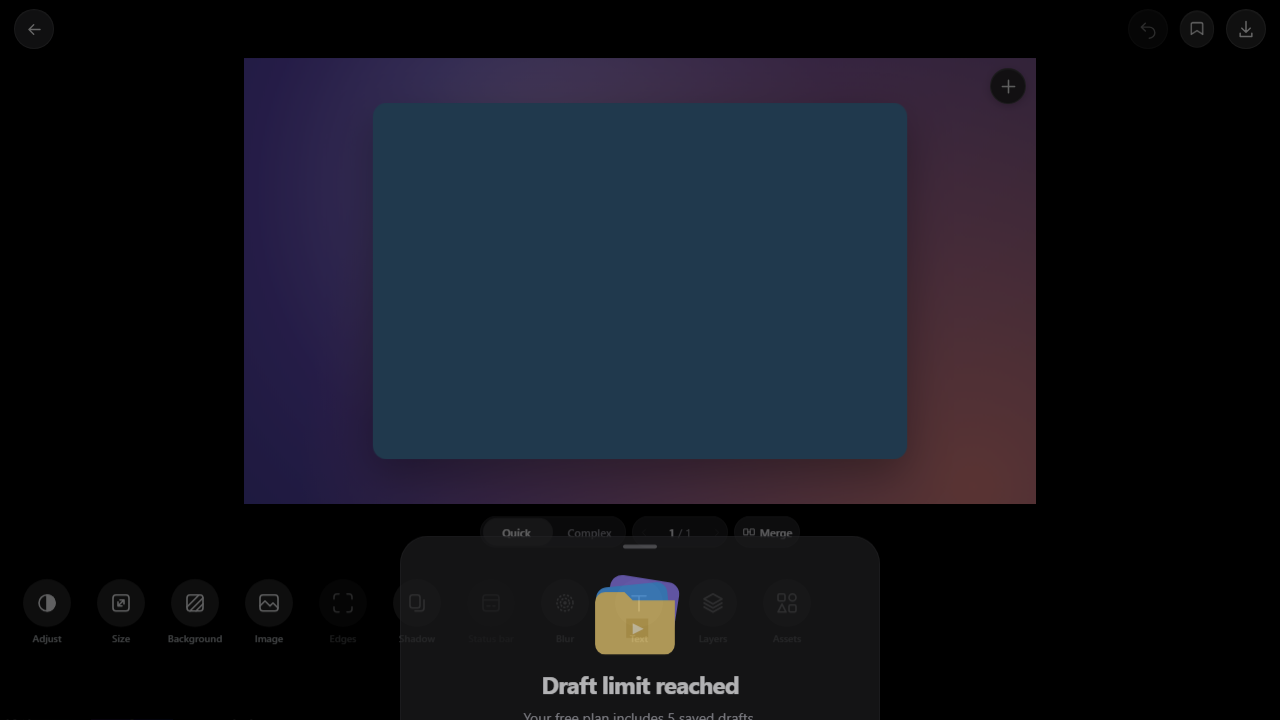 Quick Complex 1 / 1 Merge
Adjust Size Background Image Edges Shadow Blur Text Layers Assets
Draft limit reached
Your free plan includes 5 saved drafts